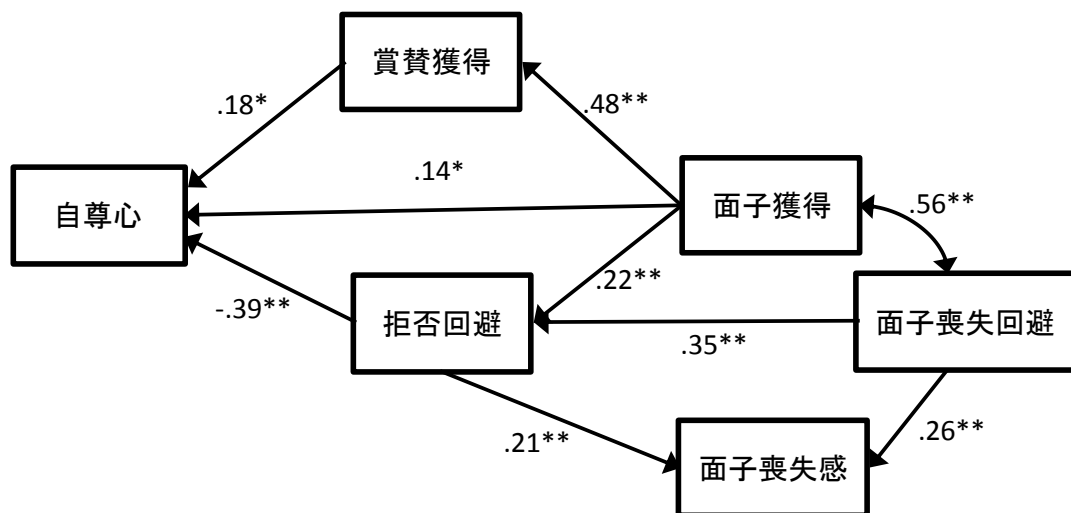 賞賛獲得
.18*
.48**
.14*
自尊心
面子獲得
.56**
.22**
-.39**
拒否回避
面子喪失回避
.35**
.21**
.26**
面子喪失感